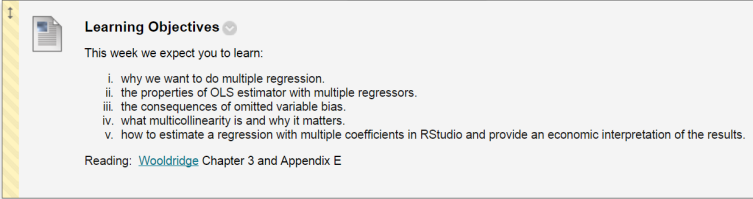 Learning Objectives
This week we expect you to learn:
i. why we want to do multiple regression.
ii. the properties of OLS estimator with multiple regressors.
iii. the consequences of omitted variable bias.
iv. what multicollinearity is and why it matters.
v. how to estimate a regression with multiple coefficients in RStudio and provide an economic interpretation of the results.
Reading: Wooldridge Chapter 3 and Appendix E